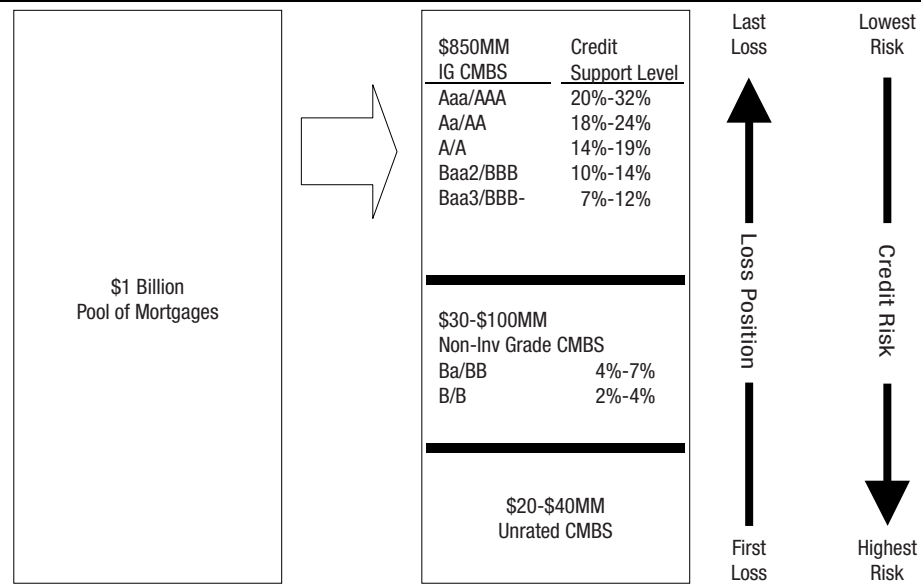 $1 Billion
Pool of Mortgages
$850MM Credit
IG CMBS Support Level
Aaa/AAA 20%-32%
Aa/AA 18%-24%
A/A 14%-19%
Baa2/BBB 10%-14%
Baa3/BBB- 7%-12%
$30-$100MM
Non-Inv Grade CMBS
Ba/BB 4%-7%
B/B 2%-4%
$20-$40MM
Unrated CMBS
Last
Loss
Loss Position
First
Loss
Lowest
Risk
Credit Risk
Highest
Risk